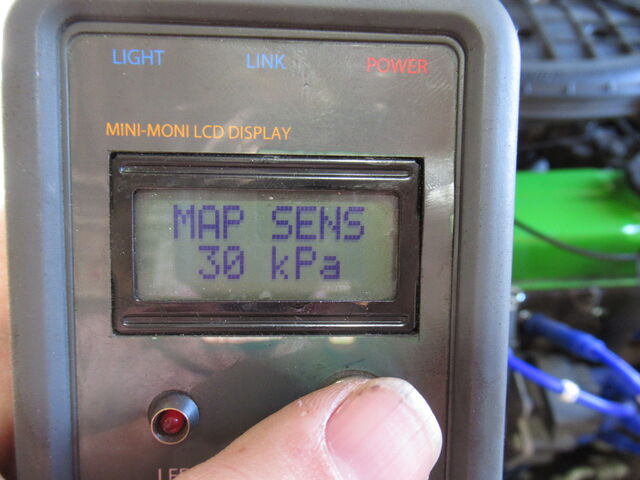 LIGHT LINK POWER
MINI-MONI LCD DISPLAY
MAP SENS
30 kPa